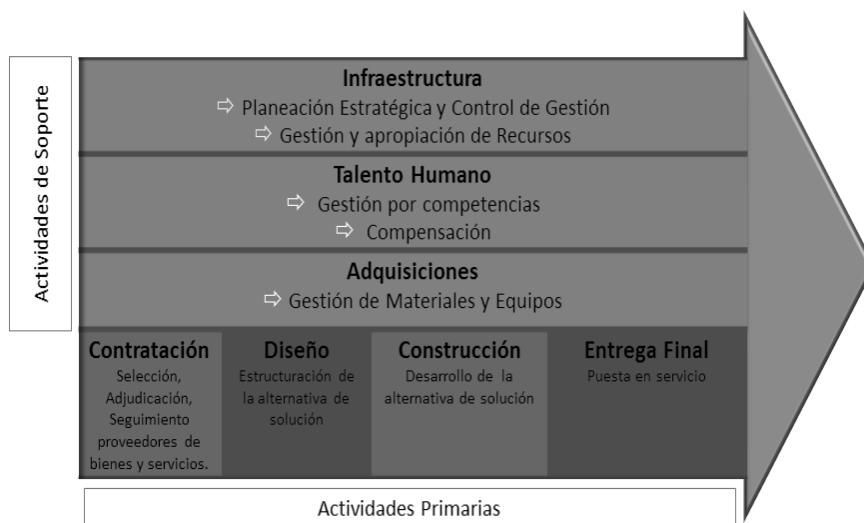 Actividades de Soporte
Infraestructura
Planeación Estratégica y Control de Gestión
Gestión y apropiación de Recursos
Talento Humano
Gestión por competencias
Compensación
Adquisiciones
Gestión de Materiales y Equipos
Contratación
Selección,
Adjudicación,
Seguimiento
proveedores de
bienes y servicios.
Diseño
Estructuración de
la alternativa de
solución
Construcción
Desarrollo de la
alternativa de solución
Entrega Final
Puesta en servicio
Actividades Primarias